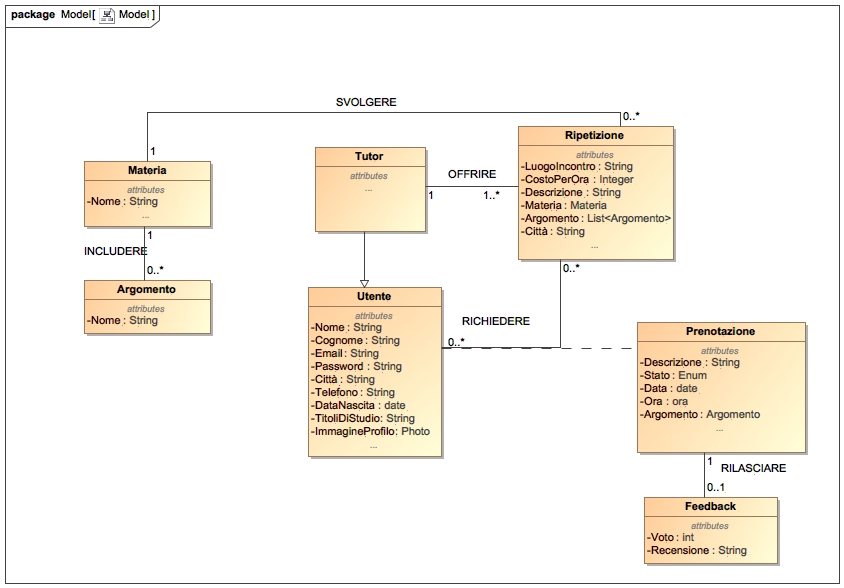 package Model[ Model ]
SVOLGERE
1
0..*
Materia
attributes
-Nome : String
...
1
INCLUDERE
0..*
Argomento
attributes
-Nome : String
Tutor
attributes
...
OFFRIRE
1
1..*
Ripetizione
attributes
-LuogoIncontro : String
-CostoPerOra : Integer
-Descrizione : String
-Materia : Materia
-Argomento : List<Argomento>
-Città : String
...
0..*
RICHIEDERE
0..*
Utente
attributes
-Nome : String
-Cognome : String
-Email : String
-Password : String
-Città : String
-Telefono : String
-DataNascita : date
-TitoliDiStudio : String
-ImmagineProfilo : Photo
...
Prenotazione
attributes
-Descrizione : String
-Stato : Enum
-Data : date
-Ora : ora
-Argomento : Argomento
...
1
RILASCIARE
0..1
Feedback
attributes
-Voto : int
-Recensione : String